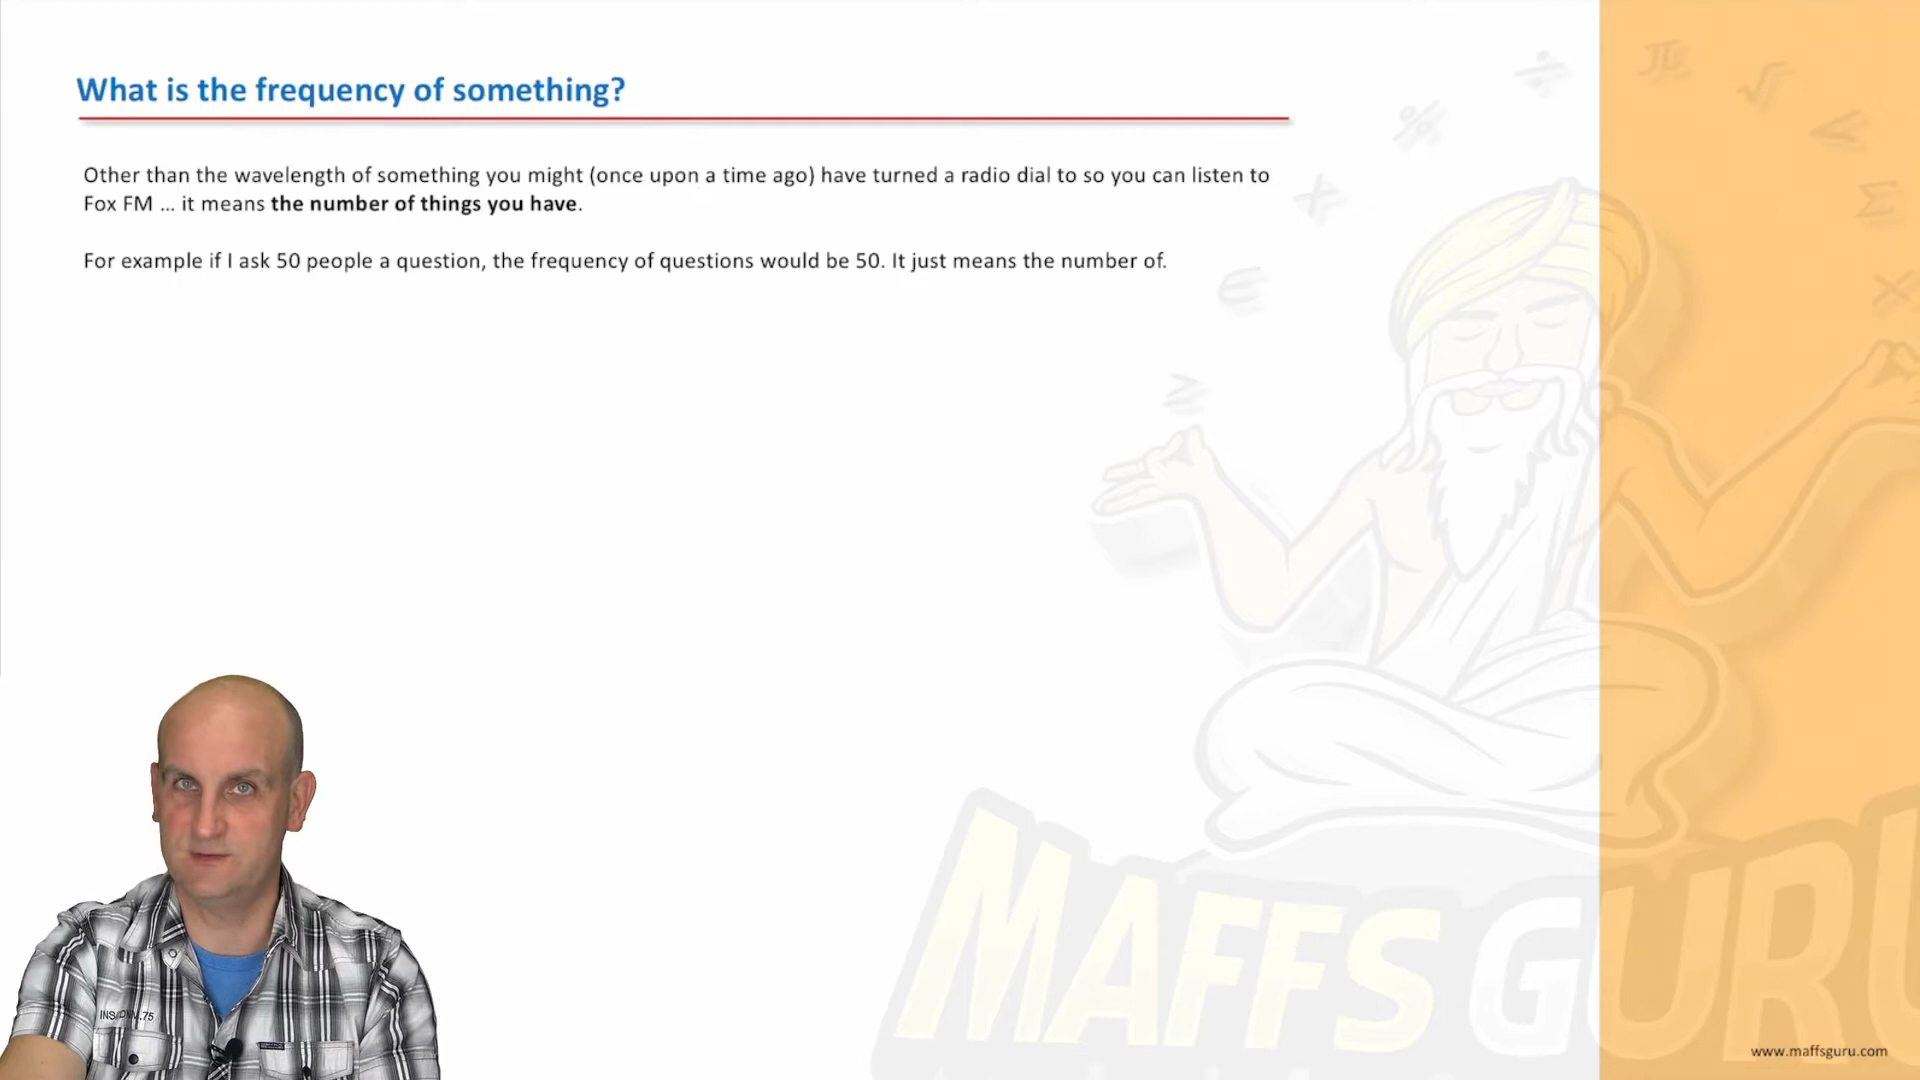 What is the frequency of something?
Other than the wavelength of something you might (once upon a time ago) have turned a radio dial to so you can listen to
Fox FM ... it means the number of things you have.
For example if I ask 50 people a question, the frequency of questions would be 50. It just means the number of.
MAFFS GURU
www.maffsguru.com